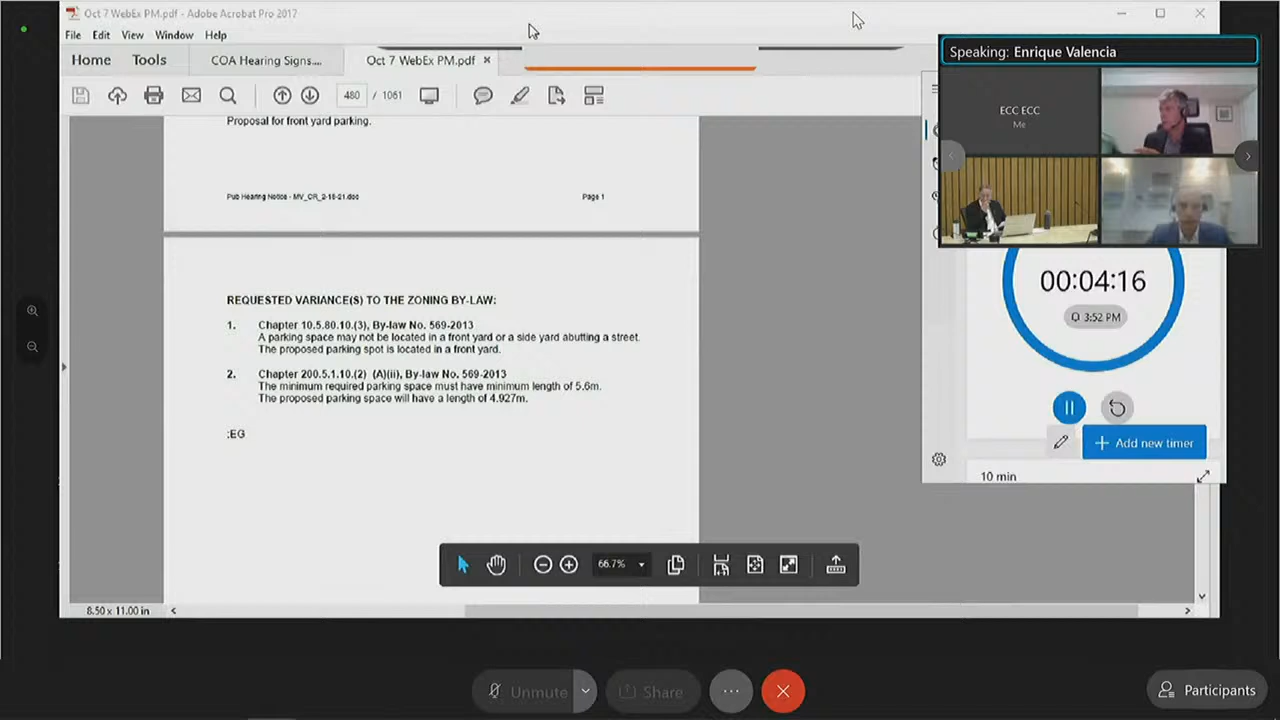 Oct 7 WebEx PM.pdf - Adobe Acrobat Pro 2017
File Edit View Window Help
Home Tools COA Hearing Signs.... Oct 7 WebEx PM.pdf ×
480 / 1061
Proposal for front yard parking.
Pub Hearing Notice - MV_CR_2-18-21.doc Page 1
REQUESTED VARIANCE(S) TO THE ZONING BY-LAW:
1. Chapter 10.5.80.10.(3), By-law No. 569-2013
A parking space may not be located in a front yard or a side yard abutting a street.
The proposed parking spot is located in a front yard.
2. Chapter 200.5.1.10.(2) (A)(ii), By-law No. 569-2013
The minimum required parking space must have minimum length of 5.6m.
The proposed parking space will have a length of 4.927m.
:EG
66.7%
8.50 x 11.00 in
Speaking: Enrique Valencia
ECC ECC
Me
00:04:16
3:52 PM
+ Add new timer
10 min
Unmute Share ... Participants